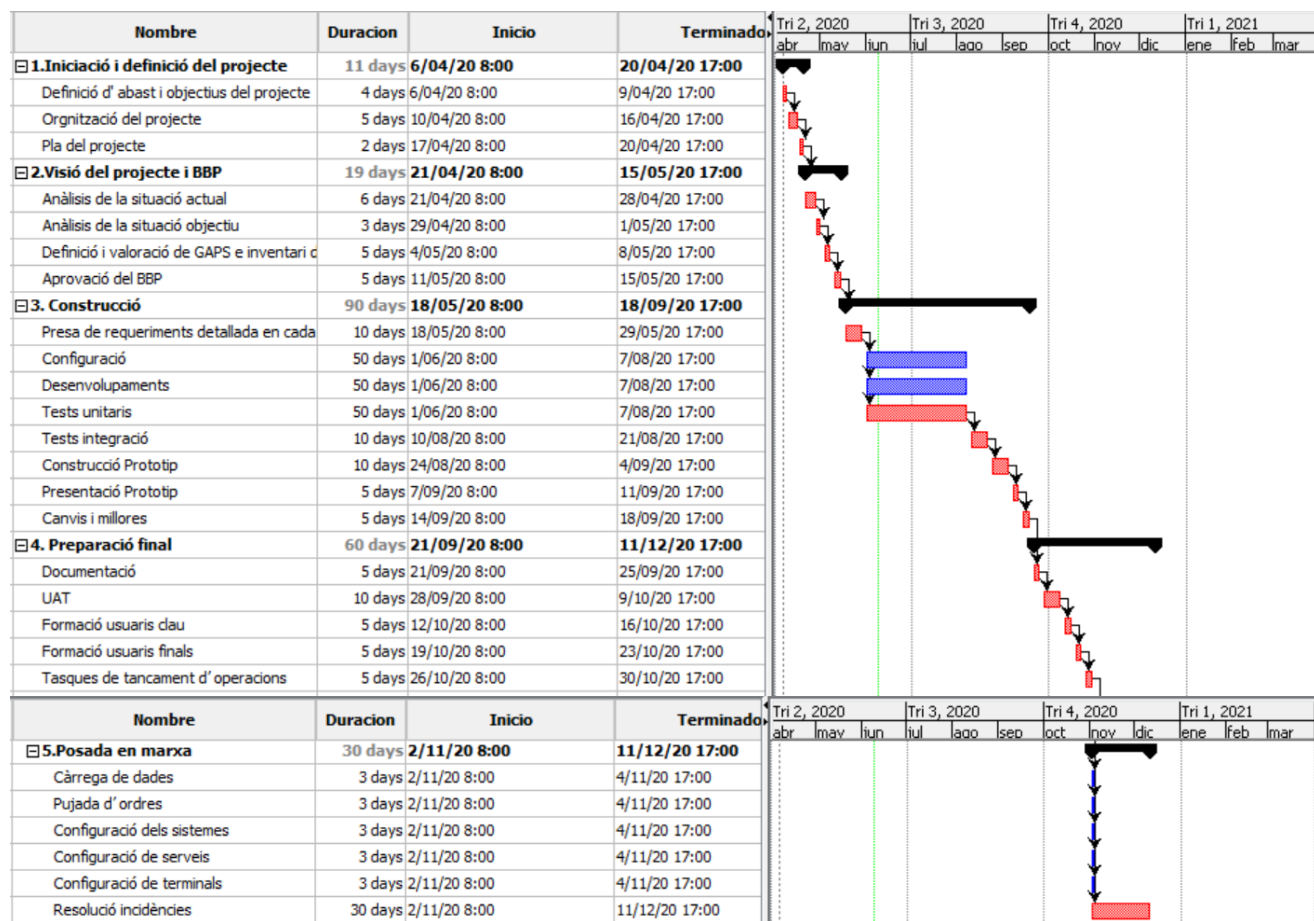 Nombre Duracion Inicio Terminado
Tri 2, 2020 Tri 3, 2020 Tri 4, 2020 Tri 1, 2021
abr may jun jul ago sep oct nov dic ene feb mar
1.Iniciació i definició del projecte 11 days 6/04/20 8:00 20/04/20 17:00
Definició d' abast i objectius del projecte 4 days 6/04/20 8:00 9/04/20 17:00
Orgnització del projecte 5 days 10/04/20 8:00 16/04/20 17:00
Pla del projecte 2 days 17/04/20 8:00 20/04/20 17:00
2.Visió del projecte i BBP 19 days 21/04/20 8:00 15/05/20 17:00
Anàlisis de la situació actual 6 days 21/04/20 8:00 28/04/20 17:00
Anàlisis de la situació objectiu 3 days 29/04/20 8:00 1/05/20 17:00
Definició i valoració de GAPS e inventari d 5 days 4/05/20 8:00 8/05/20 17:00
Aprovació del BBP 5 days 11/05/20 8:00 15/05/20 17:00
3. Construcció 90 days 18/05/20 8:00 18/09/20 17:00
Presa de requeriments detallada en cada 10 days 18/05/20 8:00 29/05/20 17:00
Configuració 50 days 1/06/20 8:00 7/08/20 17:00
Desenvolupaments 50 days 1/06/20 8:00 7/08/20 17:00
Tests unitaris 50 days 1/06/20 8:00 7/08/20 17:00
Tests integració 10 days 10/08/20 8:00 21/08/20 17:00
Construcció Prototip 10 days 24/08/20 8:00 4/09/20 17:00
Presentació Prototip 5 days 7/09/20 8:00 11/09/20 17:00
Canvis i millores 5 days 14/09/20 8:00 18/09/20 17:00
4. Preparació final 60 days 21/09/20 8:00 11/12/20 17:00
Documentació 5 days 21/09/20 8:00 25/09/20 17:00
UAT 10 days 28/09/20 8:00 9/10/20 17:00
Formació usuaris clau 5 days 12/10/20 8:00 16/10/20 17:00
Formació usuaris finals 5 days 19/10/20 8:00 23/10/20 17:00
Tasques de tancament d´operacions 5 days 26/10/20 8:00 30/10/20 17:00
Nombre Duracion Inicio Terminado
Tri 2, 2020 Tri 3, 2020 Tri 4, 2020 Tri 1, 2021
abr may jun jul ago sep oct nov dic ene feb mar
5.Posada en marxa 30 days 2/11/20 8:00 11/12/20 17:00
Càrrega de dades 3 days 2/11/20 8:00 4/11/20 17:00
Pujada d´ordres 3 days 2/11/20 8:00 4/11/20 17:00
Configuració dels sistemes 3 days 2/11/20 8:00 4/11/20 17:00
Configuració de serveis 3 days 2/11/20 8:00 4/11/20 17:00
Configuració de terminals 3 days 2/11/20 8:00 4/11/20 17:00
Resolució incidències 30 days 2/11/20 8:00 11/12/20 17:00